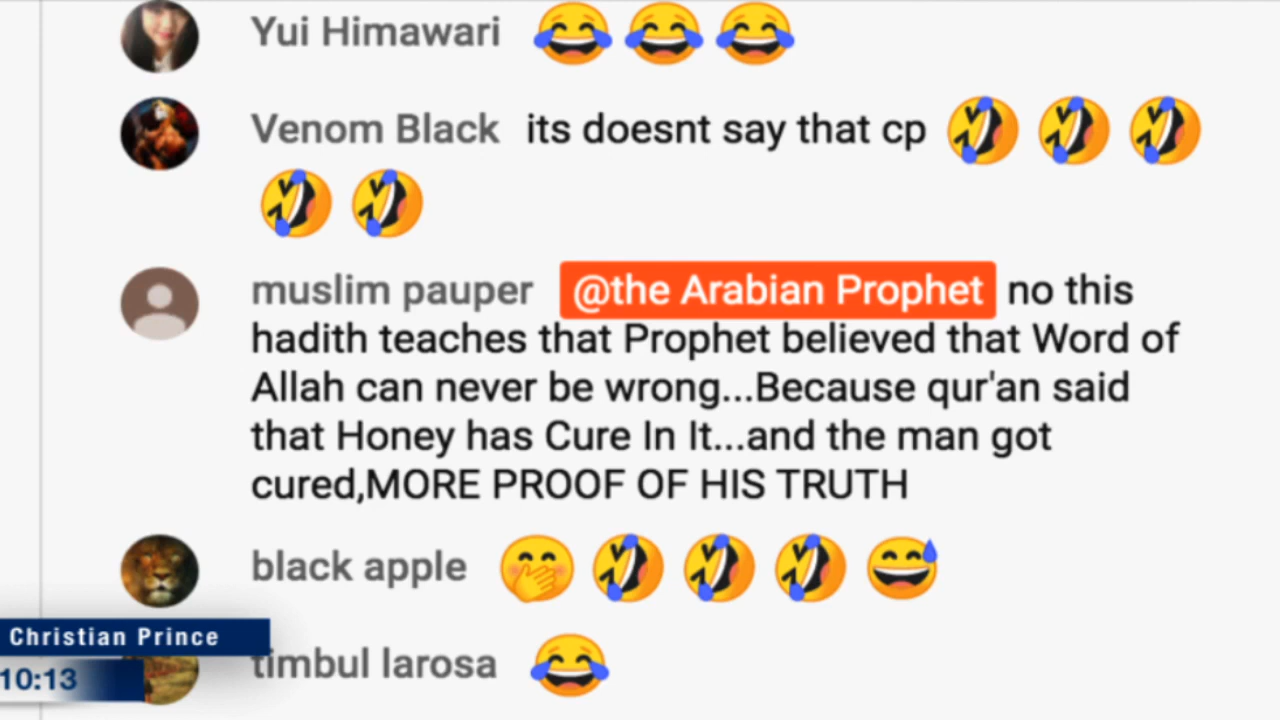 Yui Himawari 😂😂😂
Venom Black its doesnt say that cp 🤣🤣🤣
🤣🤣
muslim pauper @the Arabian Prophet no this
hadith teaches that Prophet believed that Word of
Allah can never be wrong...Because qur'an said
that Honey has Cure In It...and the man got
cured,MORE PROOF OF HIS TRUTH
black apple 🤭🤣🤣🤣😅
Christian Prince
timbul larosa 😂
10:13